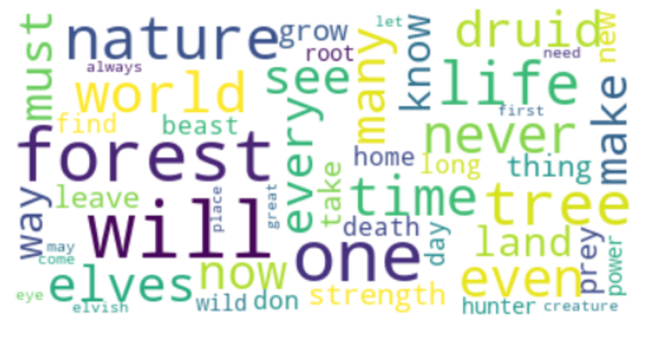 must nature grow let know druid new
always root need
world see many life
find beast every first make
forest never
home long thing
way leave place great take time tree
will death
may come one day land prey power
eye elves now even
elvish wild don strength hunter creature